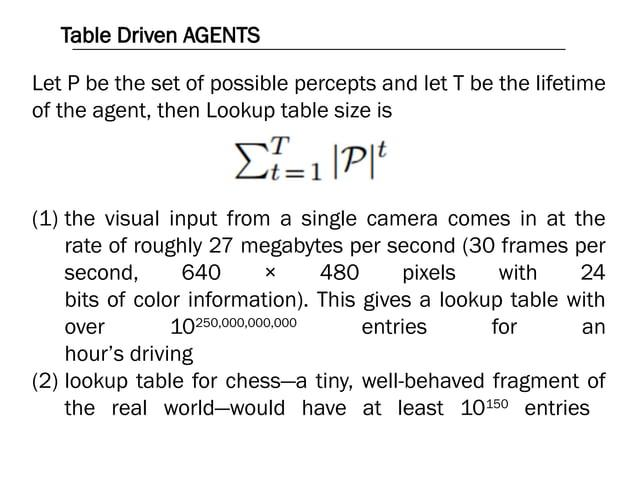 Table Driven AGENTS
Let P be the set of possible percepts and let T be the lifetime
of the agent, then Lookup table size is
∑ᵀₜ₌₁ |𝒫|ᵗ
(1) the visual input from a single camera comes in at the
rate of roughly 27 megabytes per second (30 frames per
second, 640 × 480 pixels with 24
bits of color information). This gives a lookup table with
over 10²⁵⁰,⁰⁰⁰,⁰⁰⁰,⁰⁰⁰ entries for an
hour’s driving
(2) lookup table for chess—a tiny, well-behaved fragment of
the real world—would have at least 10¹⁵⁰ entries